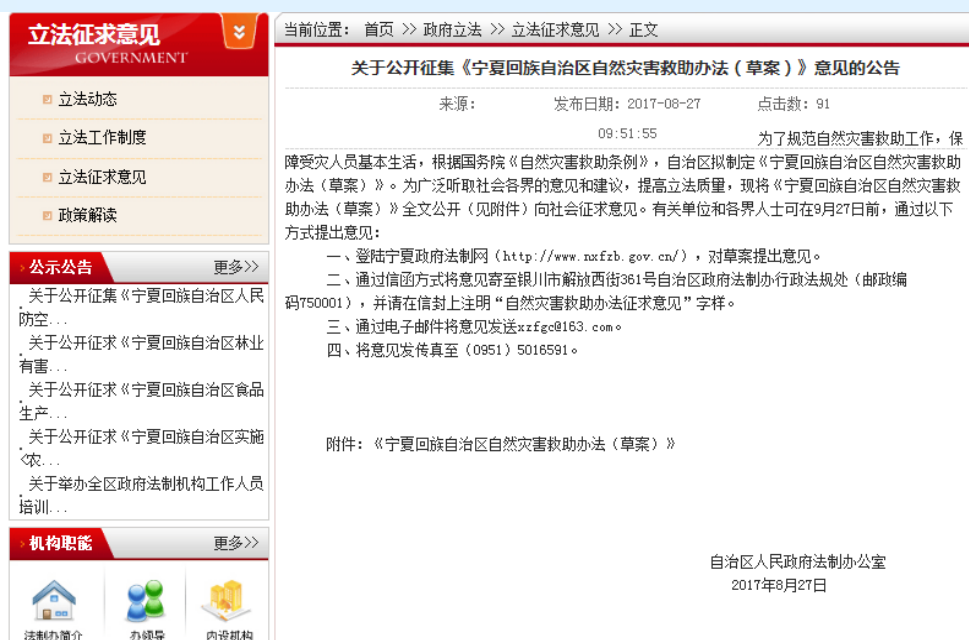 立法征求意见
GOVERNMENT
立法动态
立法工作制度
立法征求意见
政策解读
公示公告 更多>>
关于公开征集《宁夏回族自治区人民
防空...
关于公开征求《宁夏回族自治区林业
有害...
关于公开征求《宁夏回族自治区食品
生产...
关于公开征求《宁夏回族自治区实施
<农...
关于举办全区政府法制机构工作人员
培训...
机构职能 更多>>
法制办简介 办领导 内设机构
当前位置： 首页 >> 政府立法 >> 立法征求意见 >> 正文
关于公开征集《宁夏回族自治区自然灾害救助办法（草案）》意见的公告
来源： 发布日期：2017-08-27 点击数：91
09:51:55 为了规范自然灾害救助工作，保
障受灾人员基本生活，根据国务院《自然灾害救助条例》，自治区拟制定《宁夏回族自治区自然灾害救助
办法（草案）》。为广泛听取社会各界的意见和建议，提高立法质量，现将《宁夏回族自治区自然灾害救
助办法（草案）》全文公开（见附件）向社会征求意见。有关单位和各界人士可在9月27日前，通过以下
方式提出意见：
一、登陆宁夏政府法制网（http://www.nxfzb.gov.cn/），对草案提出意见。
二、通过信函方式将意见寄至银川市解放西街361号自治区政府法制办行政法规处（邮政编
码750001），并请在信封上注明“自然灾害救助办法征求意见”字样。
三、通过电子邮件将意见发送xzfgc@163.com。
四、将意见发传真至（0951）5016591。
附件：《宁夏回族自治区自然灾害救助办法（草案）》
自治区人民政府法制办公室
2017年8月27日